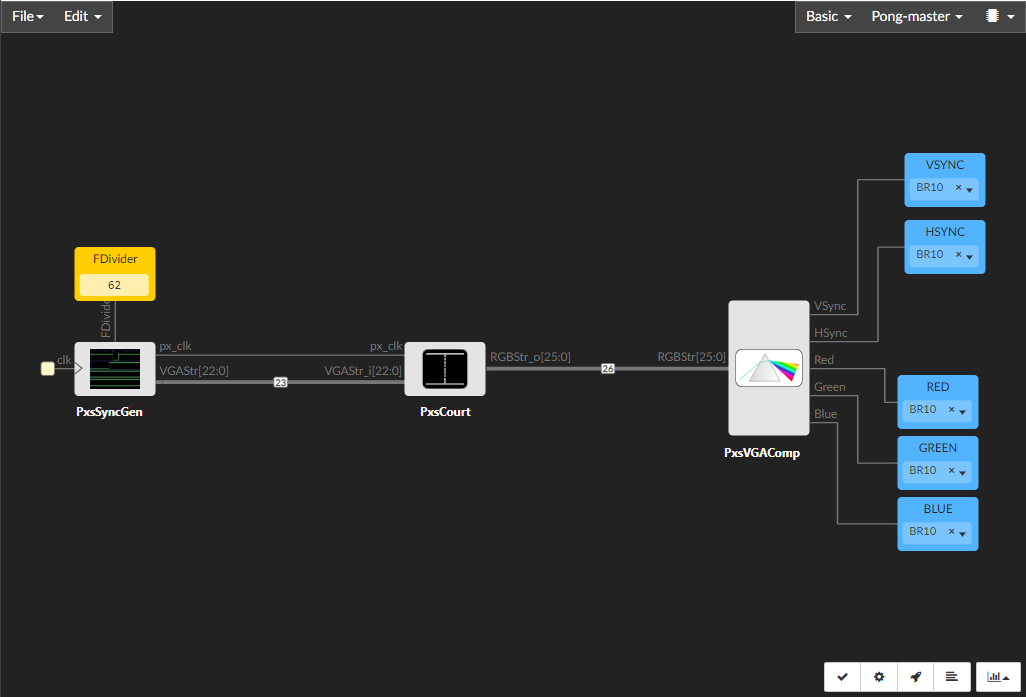 File Edit Basic Pong-master
VSYNC
BR10 ×
HSYNC
BR10 ×
FDivider
62
FDivide
VSync
HSync
clk px_clk px_clk RGBStr_o[25:0] RGBStr[25:0] Red
VGAStr[22:0] VGAStr_i[22:0] 26
23
Green
Blue
PxsSyncGen PxsCourt
PxsVGAComp
RED
BR10 ×
GREEN
BR10 ×
BLUE
BR10 ×